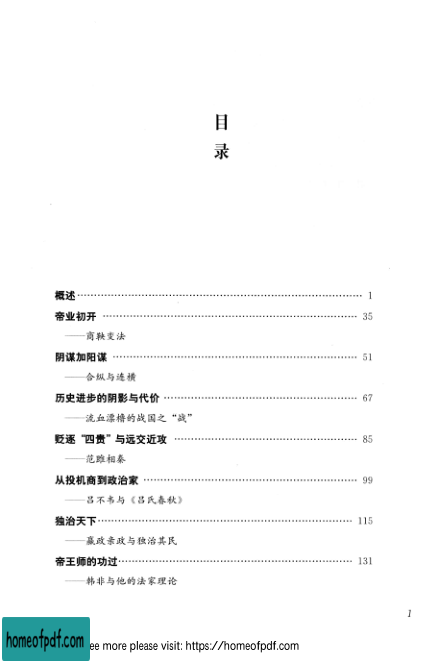 目
录
概述 1
帝业初开 35
——商鞅变法
阴谋加阳谋 51
——合纵与连横
历史进步的阴影与代价 67
——流血漂橹的战国之“战”
贬逐“四贵”与远交近攻 85
——范雎相秦
从投机商到政治家 99
——吕不韦与《吕氏春秋》
独治天下 115
——嬴政亲政与独治其民
帝王师的功过 131
——韩非与他的法家理论
1
homeofpdf.com
ee more please visit: https://homeofpdf.com